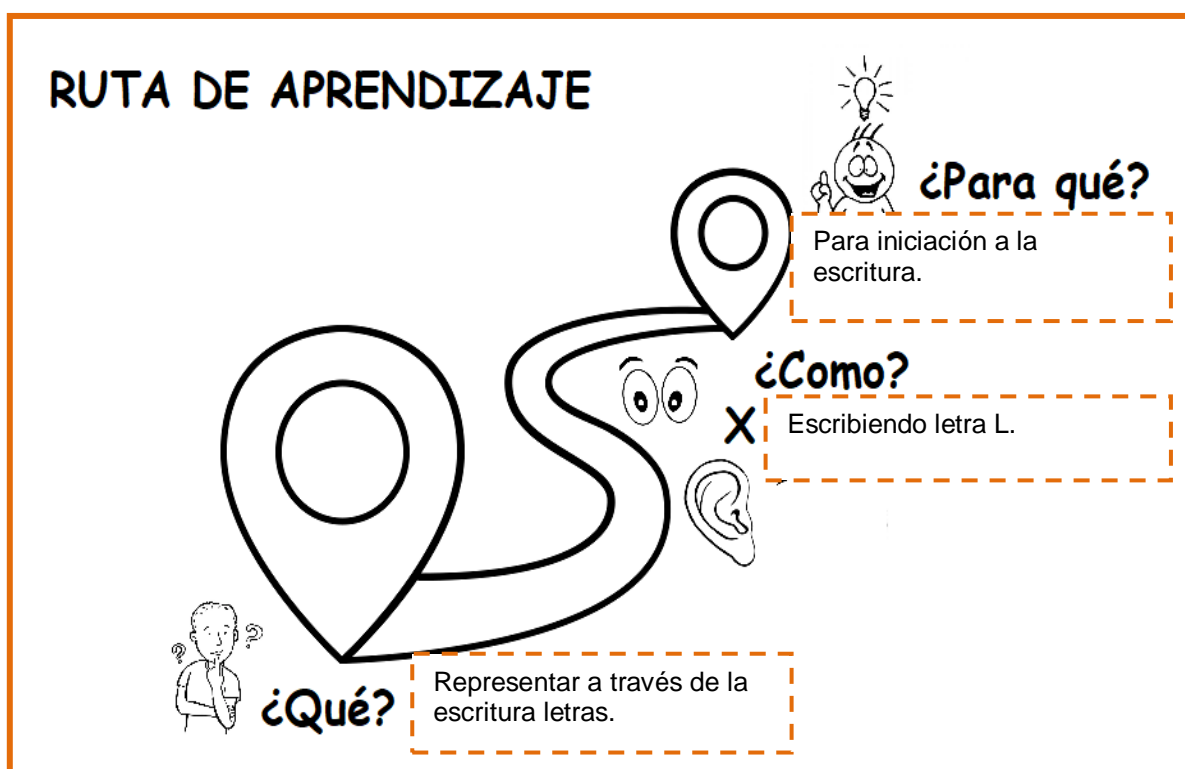 RUTA DE APRENDIZAJE
¿Para qué?
Para iniciación a la
escritura.
¿Como?
X
Escribiendo letra L.
? ?
¿Qué?
Representar a través de la
escritura letras.